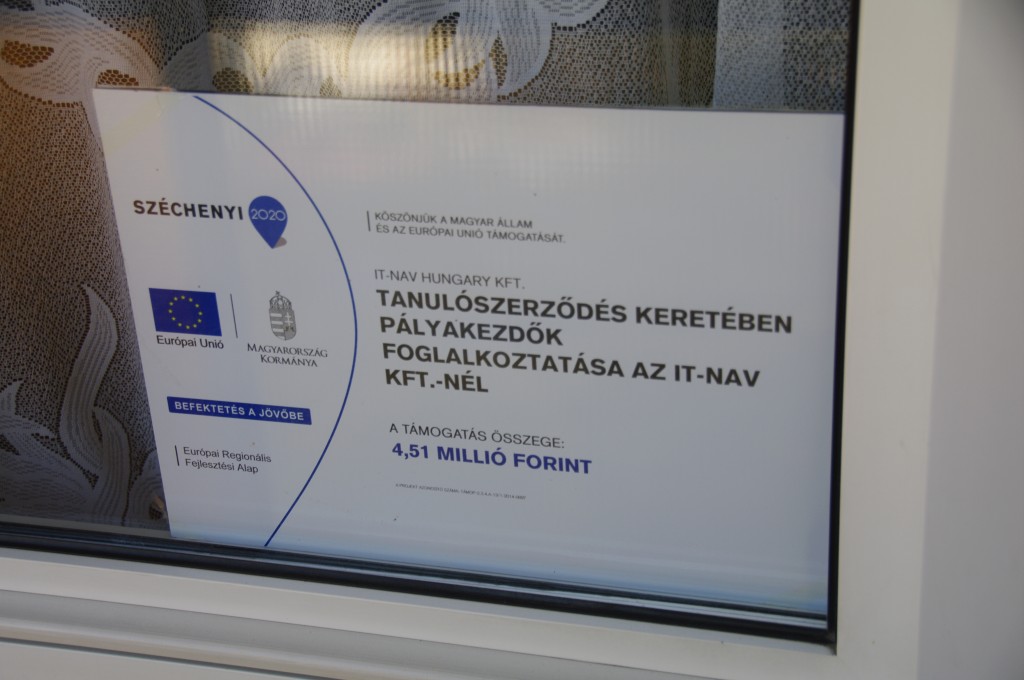 SZÉCHENYI 2020
Európai Unió
MAGYARORSZÁG
KORMÁNYA
BEFEKTETÉS A JÖVŐBE
Európai Regionális
Fejlesztési Alap
KÖSZÖNJÜK A MAGYAR ÁLLAM
ÉS AZ EURÓPAI UNIÓ TÁMOGATÁSÁT.
IT-NAV HUNGARY KFT.
TANULÓSZERZŐDÉS KERETÉBEN
PÁLYAKEZDŐK
FOGLALKOZTATÁSA AZ IT-NAV
KFT.-NÉL
A TÁMOGATÁS ÖSSZEGE:
4,51 MILLIÓ FORINT